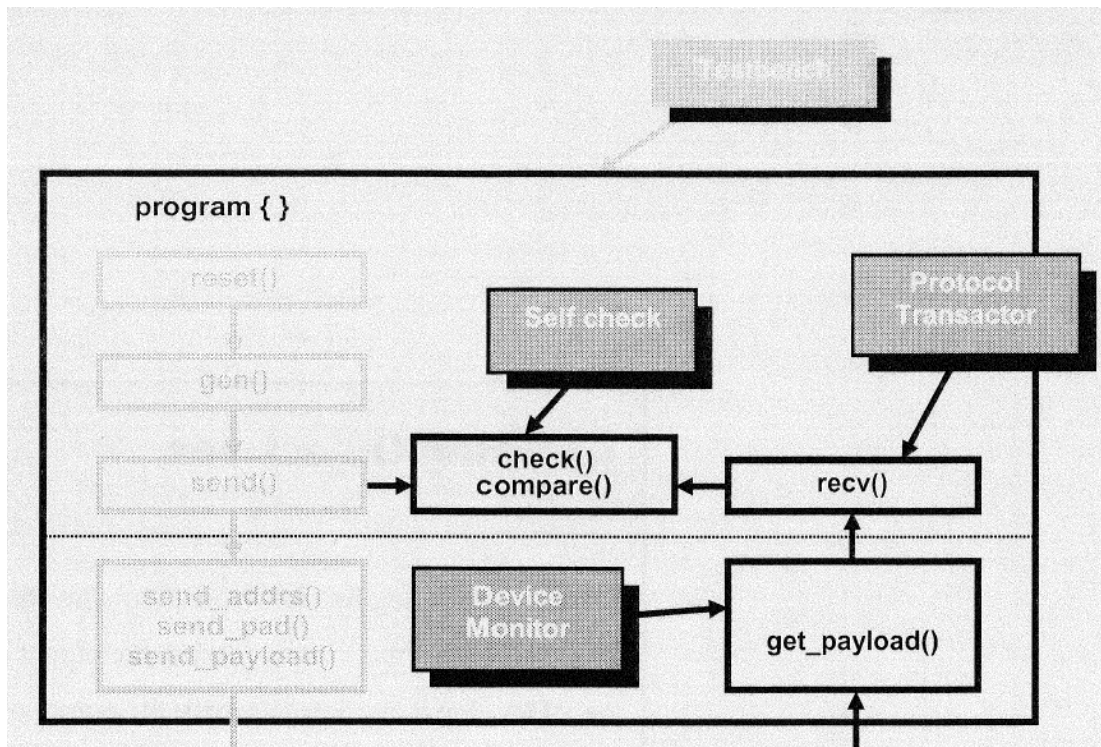 program { }
reset()
gen()
send()
send_addrs()
send_pad()
send_payload()
Self check
check()
compare()
Device
Monitor
Protocol
Transactor
recv()
get_payload()